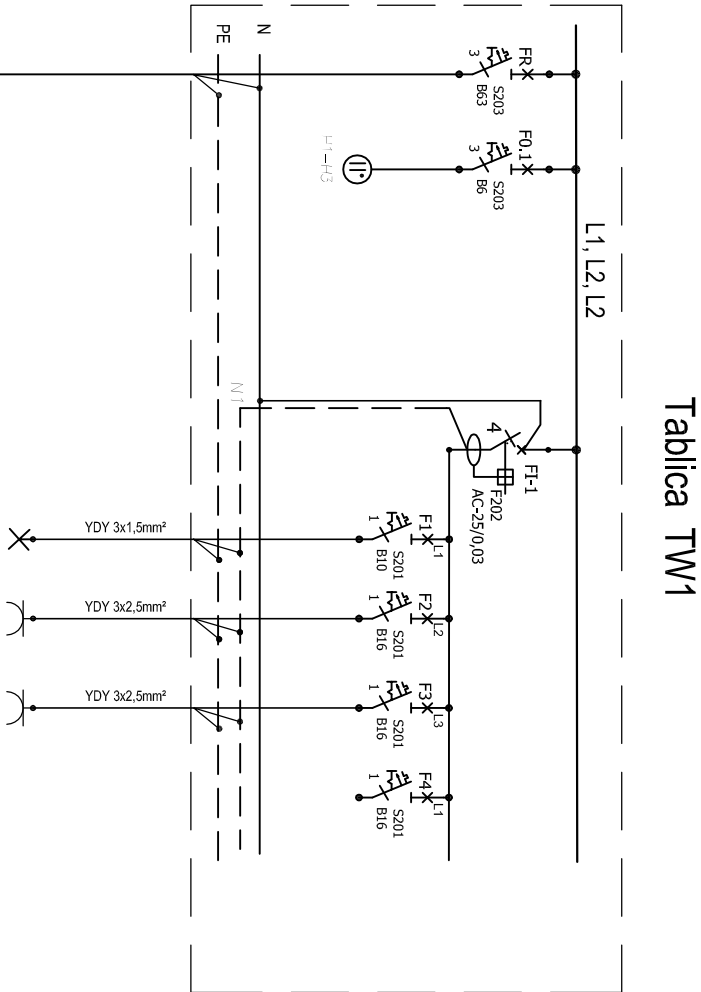 Tablica TW1
L1, L2, L2
FR
3
S203
B63
F0.1
3
S203
B6
H1-H3
FI-1
4
F202
AC-25/0,03
F1
L1
1
S201
B10
F2
L2
1
S201
B16
F3
L3
1
S201
B16
F4
L1
1
S201
B16
N
PE
N1
YDY 3x1,5mm²
YDY 3x2,5mm²
YDY 3x2,5mm²